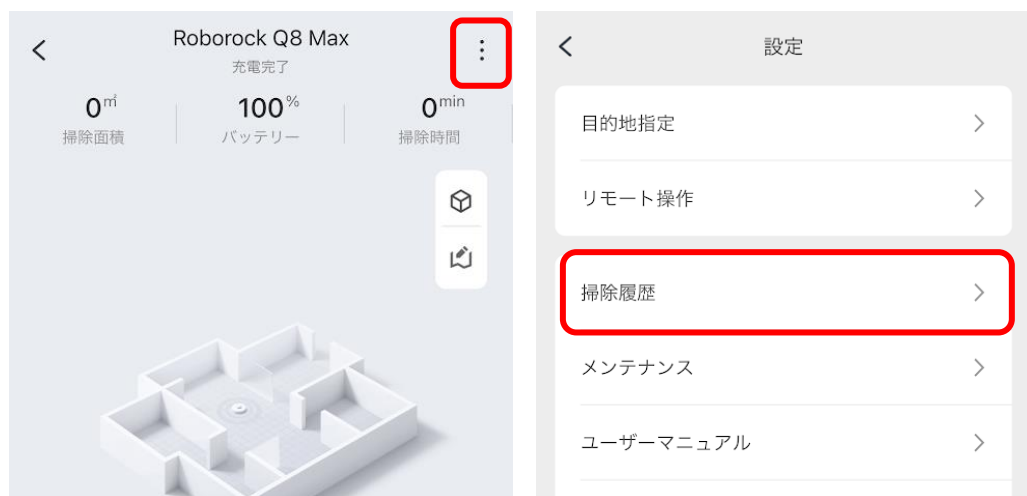 Roborock Q8 Max
充電完了
0㎡ 100% 0min
掃除面積 バッテリー 掃除時間
設定
目的地指定
リモート操作
掃除履歴
メンテナンス
ユーザーマニュアル